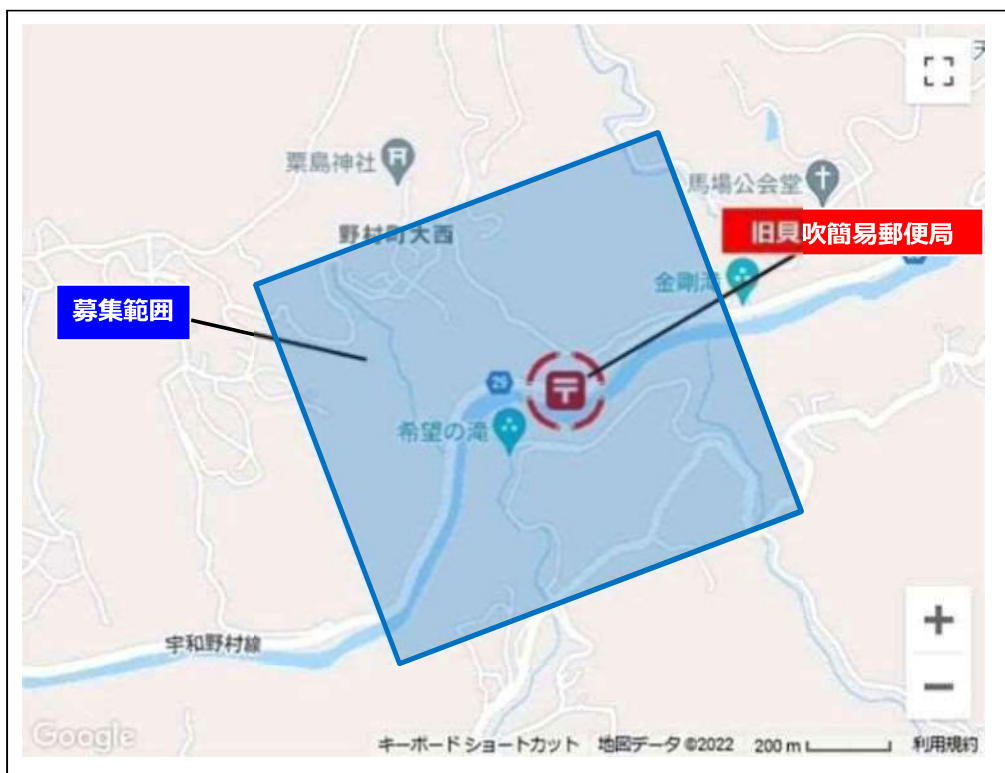 天
粟島神社
馬場公会堂
野村町大西
旧貝吹簡易郵便局
金剛滝
募集範囲
29
希望の滝
宇和野村線
Google
キーボード ショートカット
地図データ ©2022
200 m
利用規約